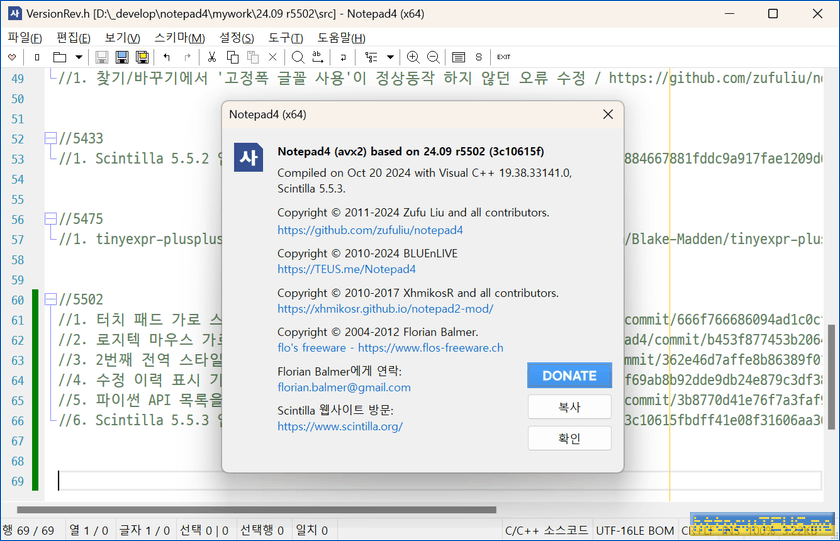 VersionRev.h [D:\_develop\notepad4\mywork\24.09 r5502\src] - Notepad4 (x64)
파일(F) 편집(E) 보기(V) 스키마(M) 설정(S) 도구(T) 도움말(H)
EXIT
49 //1. 찾기/바꾸기에서 '고정폭 글꼴 사용'이 정상동작 하지 않던 오류 수정 / https://github.com/zufuliu/no
50
51
52 //5433
53 //1. Scintilla 5.5.2 884667881fddc9a917fae1209d
54
55
56 //5475
57 //1. tinyexpr-plusplus /Blake-Madden/tinyexpr-plus
58
59
60 //5502
61 //1. 터치 패드 가로 스 commit/666f766686094ad1c0c
62 //2. 로지텍 마우스 가로 ad4/commit/b453f877453b2064
63 //3. 2번째 전역 스타일 mmit/362e46d7affe8b86389f0
64 //4. 수정 이력 표시 기 f69ab8b92dde9db24e879c3df38
65 //5. 파이썬 API 목록을 commit/3b8770d41e76f7a3faf
66 //6. Scintilla 5.5.3 3c10615fbdff41e08f31606aa3
67
68
69
Notepad4 (x64)
사
Notepad4 (avx2) based on 24.09 r5502 (3c10615f)
Compiled on Oct 20 2024 with Visual C++ 19.38.33141.0,
Scintilla 5.5.3.
Copyright © 2011-2024 Zufu Liu and all contributors.
https://github.com/zufuliu/notepad4
Copyright © 2010-2024 BLUEnLIVE
https://TEUS.me/Notepad4
Copyright © 2010-2017 XhmikosR and all contributors.
https://xhmikosr.github.io/notepad2-mod/
Copyright © 2004-2012 Florian Balmer.
flo's freeware - https://www.flos-freeware.ch
Florian Balmer에게 연락:
florian.balmer@gmail.com
Scintilla 웹사이트 방문:
https://www.scintilla.org/
DONATE
복사
확인
행 69 / 69 열 1 / 0 글자 1 / 0 선택 0 | 0 선택행 0 일치 0 C/C++ 소스코드 UTF-16LE BOM